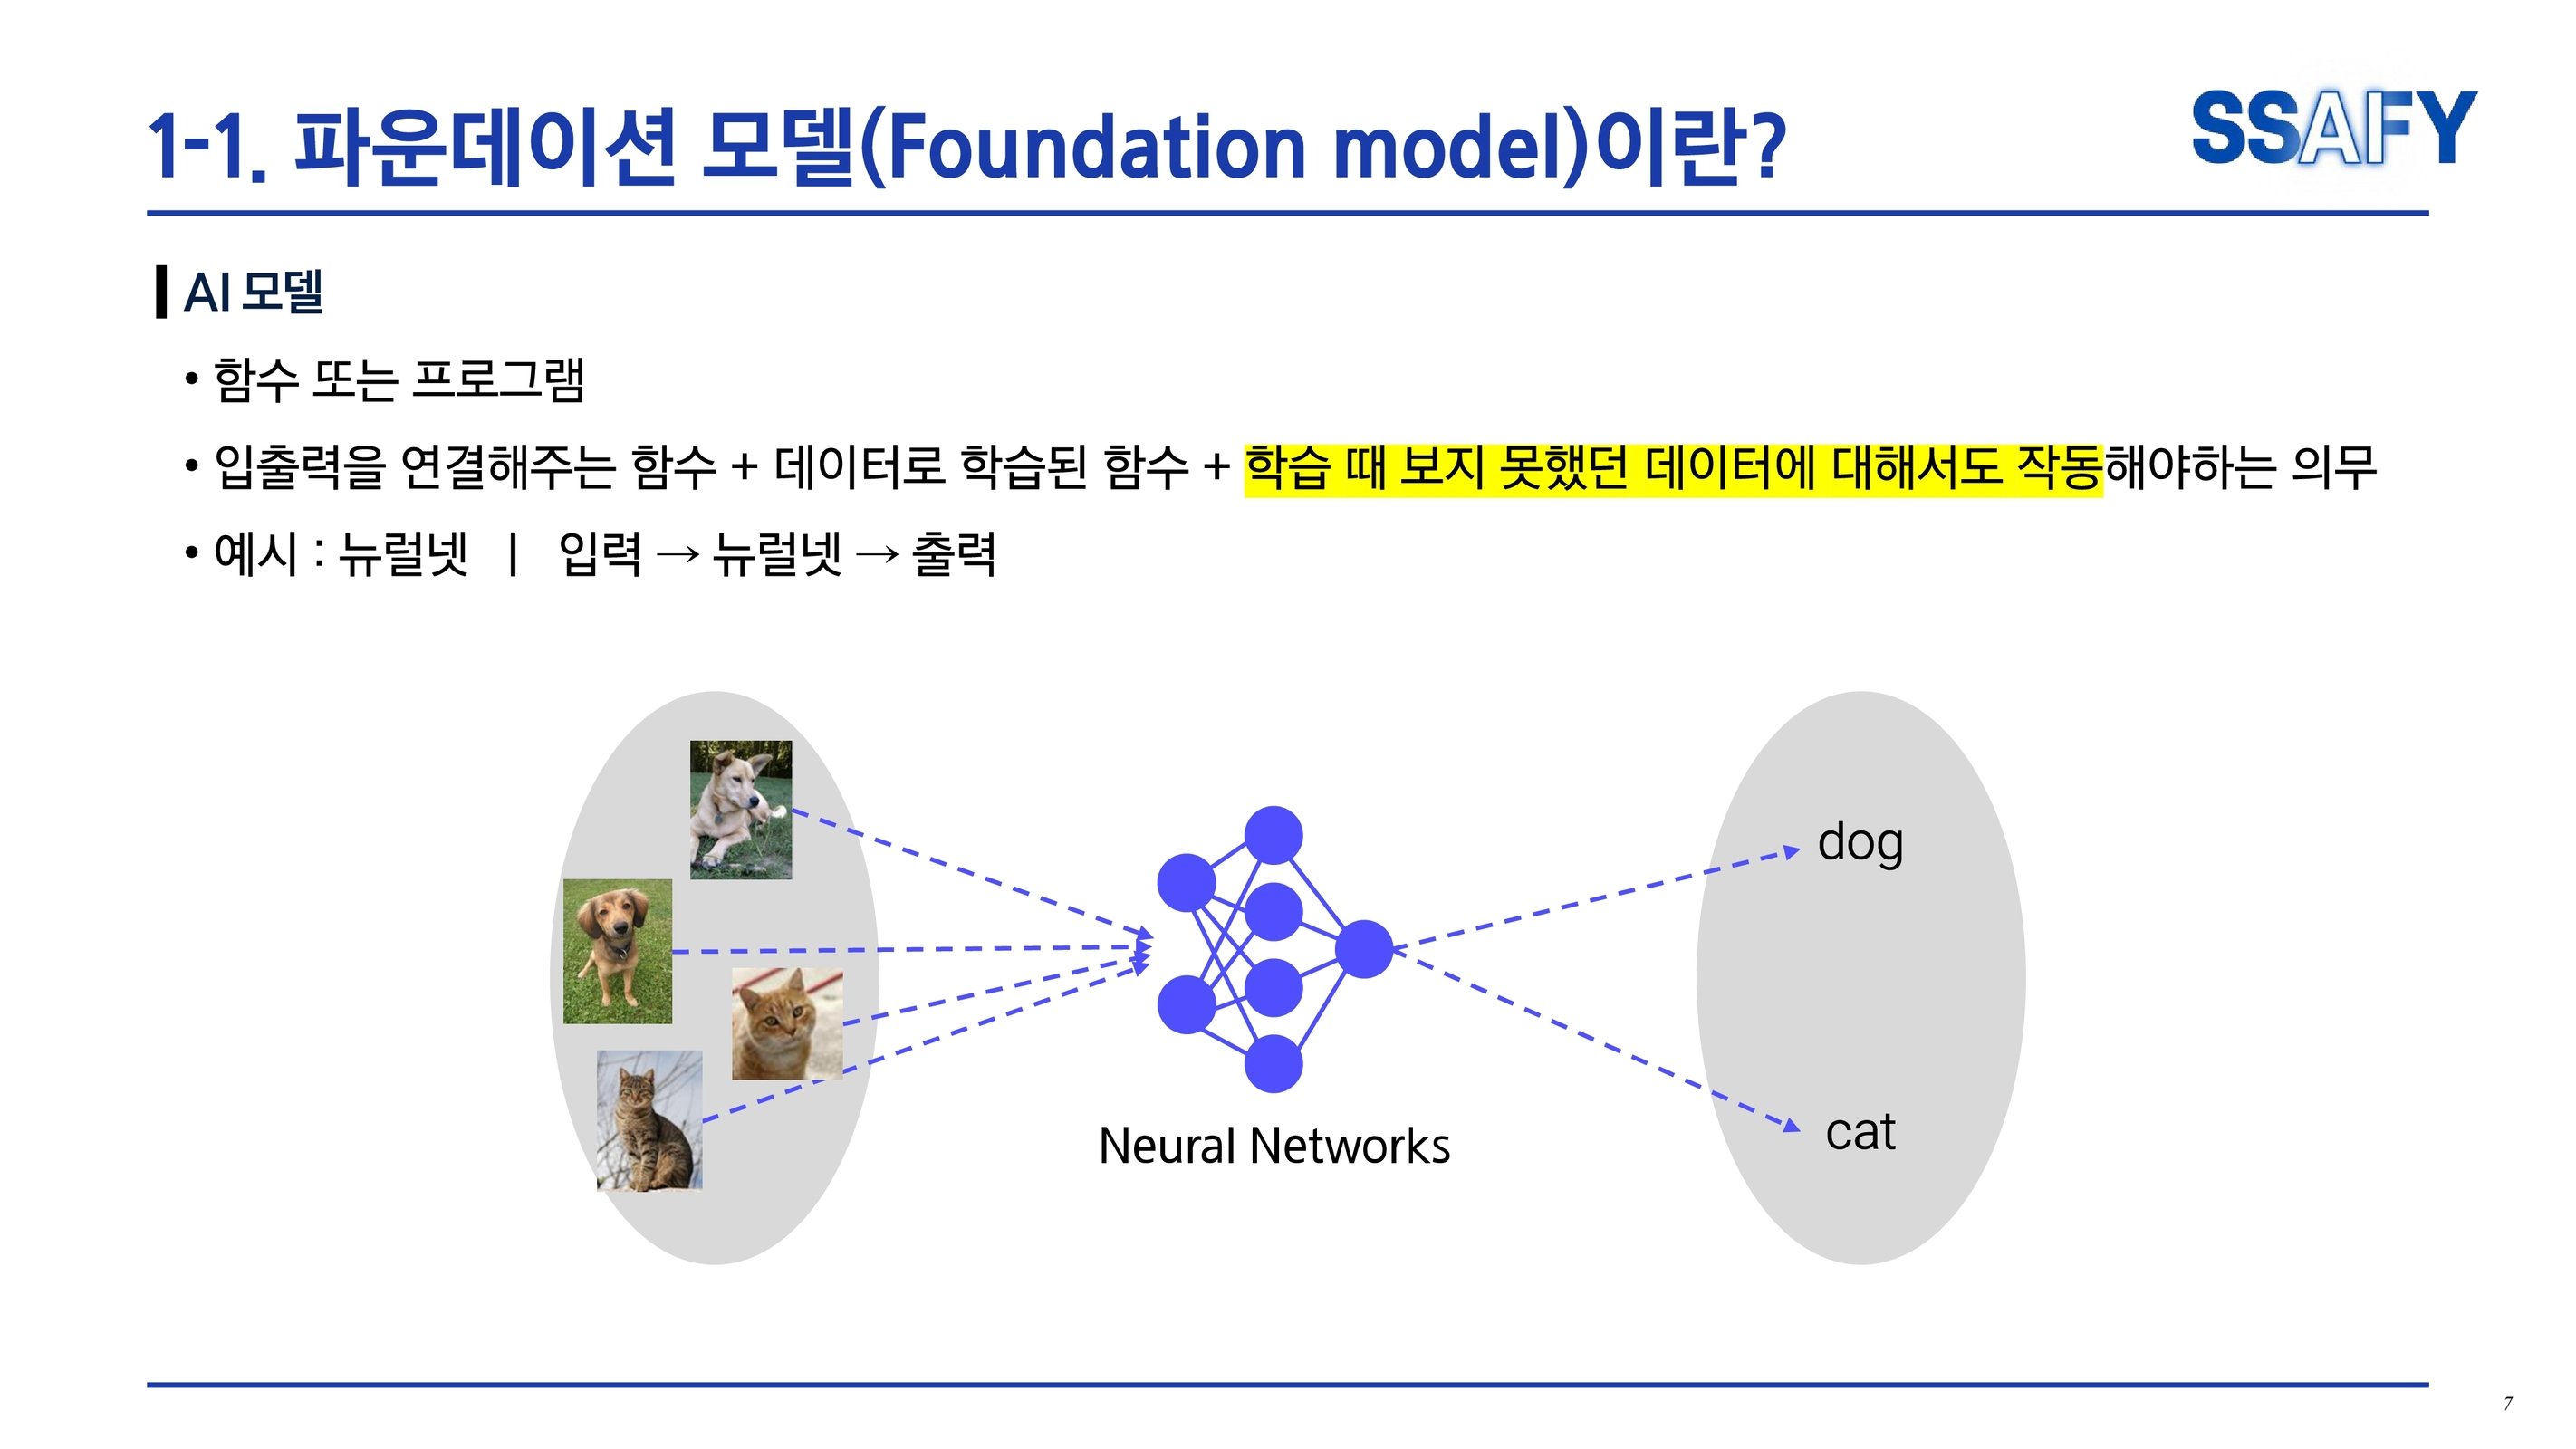 1-1. 파운데이션 모델(Foundation model)이란?
SSAFY
AI 모델
• 함수 또는 프로그램
• 입출력을 연결해주는 함수 + 데이터로 학습된 함수 + 학습 때 보지 못했던 데이터에 대해서도 작동해야하는 의무
• 예시 : 뉴럴넷 | 입력 → 뉴럴넷 → 출력
dog
cat
Neural Networks
7